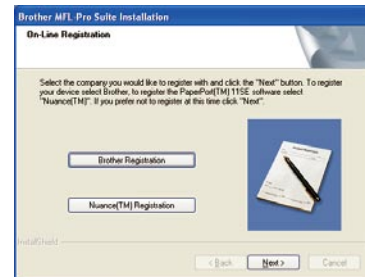 Brother MFL-Pro Suite Installation
On-Line Registration
Select the company you would like to register with and click the "Next" button. To register
your device select Brother, to register the PaperPort(TM) 11SE software select
"Nuance(TM)". If you prefer not to register at this time click "Next".
Brother Registration
Nuance(TM) Registration
InstallShield
< Back
Next >
Cancel